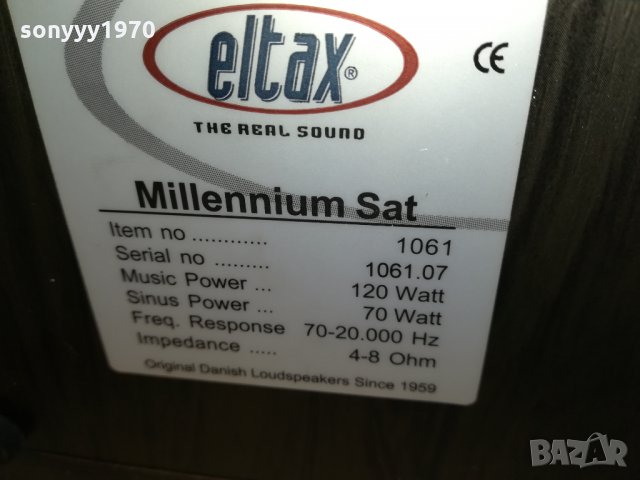 sonyyy1970
eltax®
CE
THE REAL SOUND
Millennium Sat
Item no ............ 1061
Serial no ......... 1061.07
Music Power ... 120 Watt
Sinus Power ... 70 Watt
Freq. Response 70-20.000 Hz
Impedance ..... 4-8 Ohm
Original Danish Loudspeakers Since 1959
BAZAR